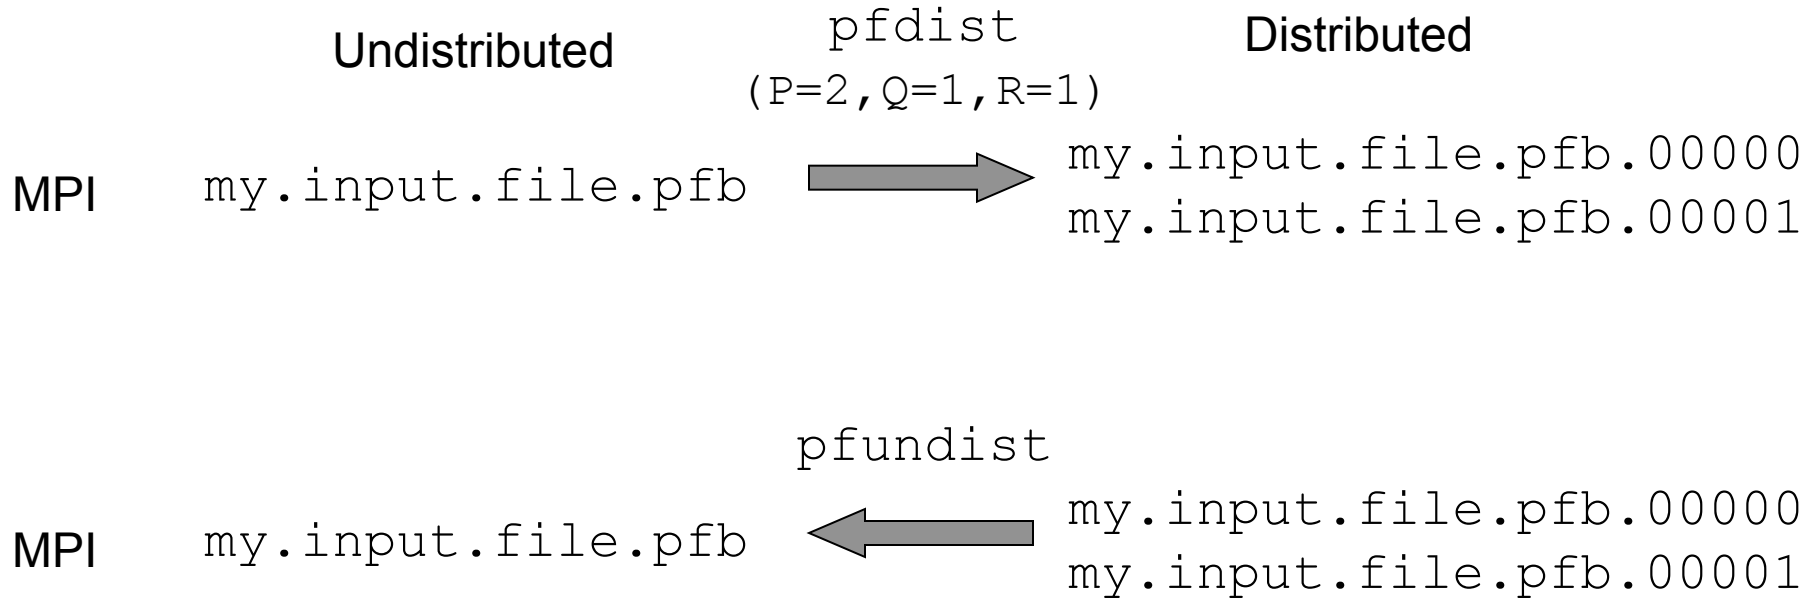 Undistributed
pfdist
(P=2,Q=1,R=1)
Distributed
MPI
my.input.file.pfb
my.input.file.pfb.00000
my.input.file.pfb.00001
pfundist
MPI
my.input.file.pfb
my.input.file.pfb.00000
my.input.file.pfb.00001